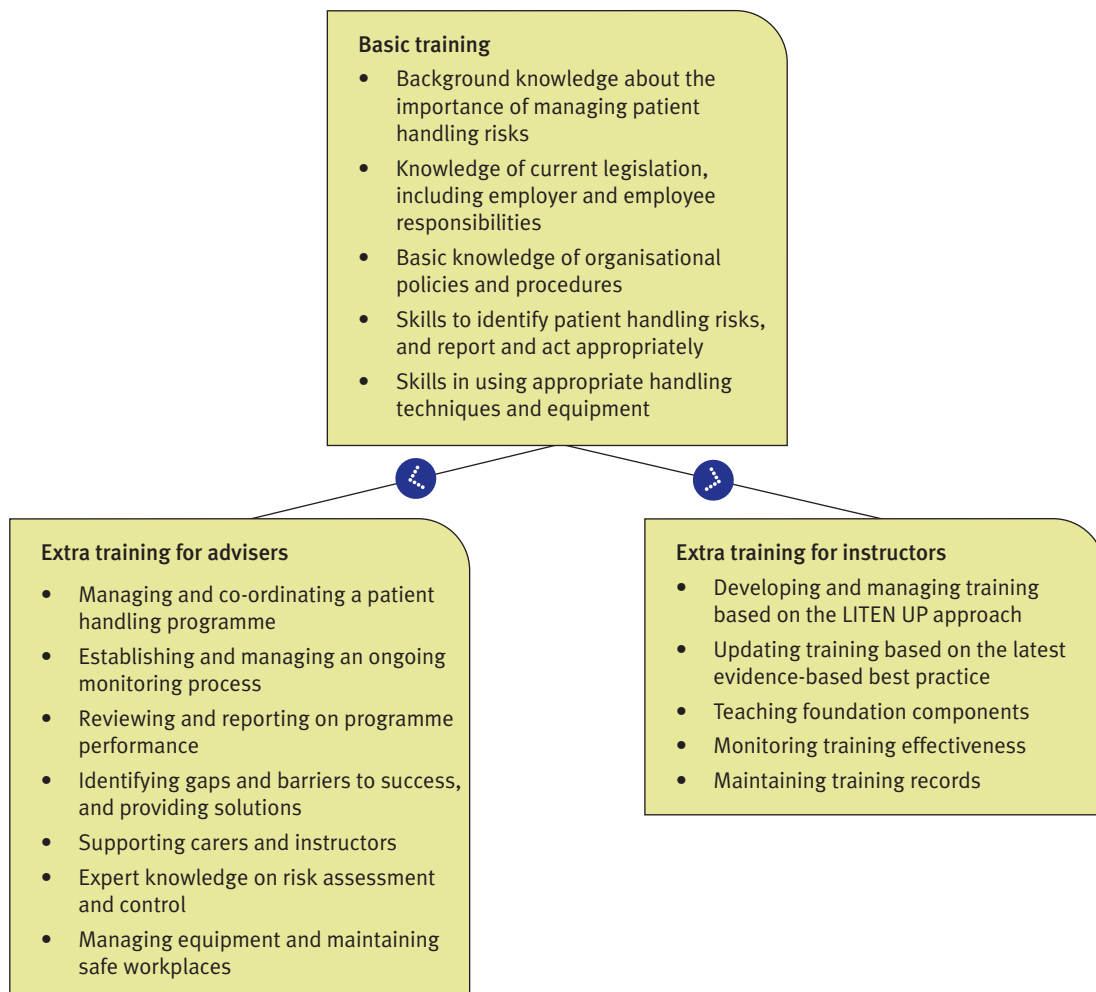 Basic training
• Background knowledge about the
importance of managing patient
handling risks
• Knowledge of current legislation,
including employer and employee
responsibilities
• Basic knowledge of organisational
policies and procedures
• Skills to identify patient handling risks,
and report and act appropriately
• Skills in using appropriate handling
techniques and equipment
Extra training for advisers
• Managing and co-ordinating a patient
handling programme
• Establishing and managing an ongoing
monitoring process
• Reviewing and reporting on programme
performance
• Identifying gaps and barriers to success,
and providing solutions
• Supporting carers and instructors
• Expert knowledge on risk assessment
and control
• Managing equipment and maintaining
safe workplaces
Extra training for instructors
• Developing and managing training
based on the LITEN UP approach
• Updating training based on the latest
evidence-based best practice
• Teaching foundation components
• Monitoring training effectiveness
• Maintaining training records